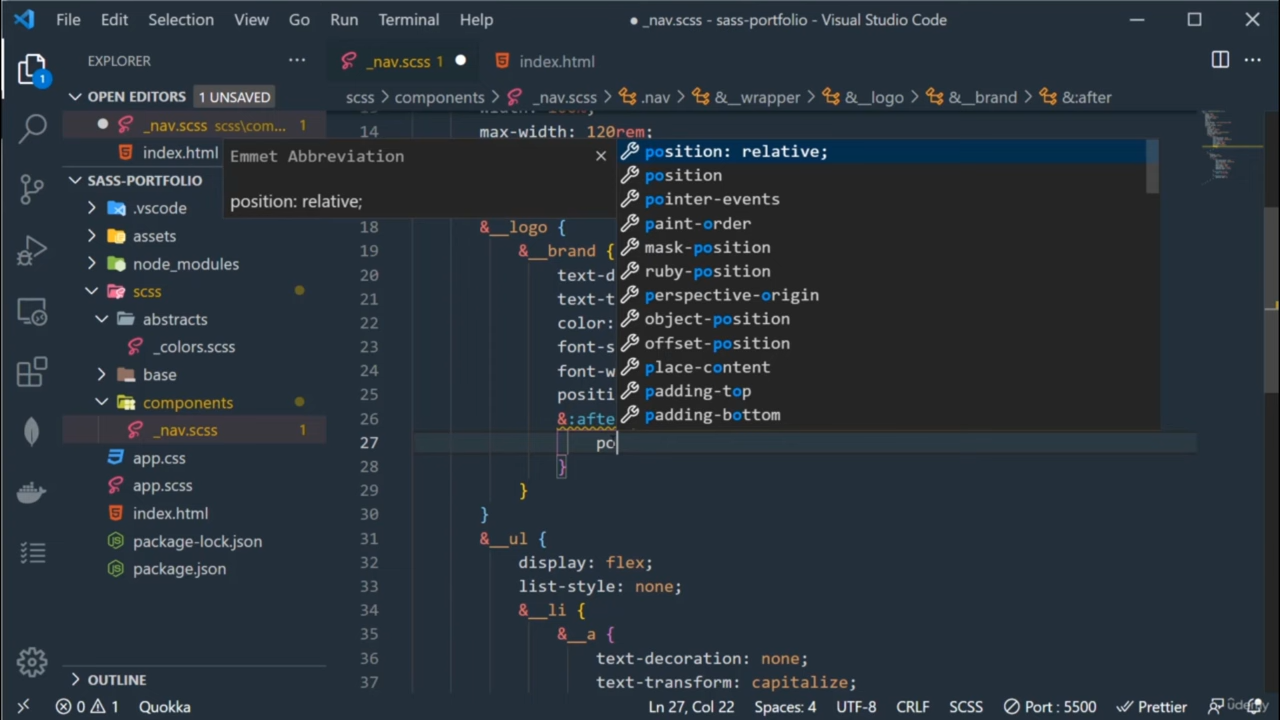 File Edit Selection View Go Run Terminal Help
● _nav.scss - sass-portfolio - Visual Studio Code
EXPLORER
_nav.scss 1
index.html
OPEN EDITORS 1 UNSAVED
scss > components > _nav.scss > .nav > &__wrapper > &__logo > &__brand > &:after
_nav.scss scss\com... 1
index.html
SASS-PORTFOLIO
.vscode
assets
node_modules
scss
abstracts
_colors.scss
base
components
_nav.scss 1
app.css
app.scss
index.html
package-lock.json
package.json
OUTLINE
1
Emmet Abbreviation
position: relative;
position: relative;
position
pointer-events
paint-order
mask-position
ruby-position
perspective-origin
object-position
offset-position
place-content
padding-top
padding-bottom
14 max-width: 120rem;
18 &__logo {
19 &__brand {
20 text-d
21 text-t
22 color:
23 font-s
24 font-w
25 positi
26 &:afte
27 po
28 }
29 }
30 }
31 &__ul {
32 display: flex;
33 list-style: none;
34 &__li {
35 &__a {
36 text-decoration: none;
37 text-transform: capitalize;
0 1 Quokka
Ln 27, Col 22 Spaces: 4 UTF-8 CRLF SCSS Port : 5500 Prettier
udemy